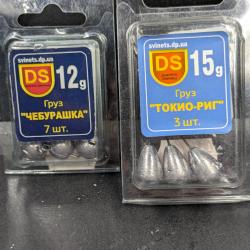 svinets.dp.ua
DS
12g
Груз
"ЧЕБУРАШКА"
7 шт.
svinets.dp.ua
DS
15g
Груз
"ТОКИО-РИГ"
3 шт.